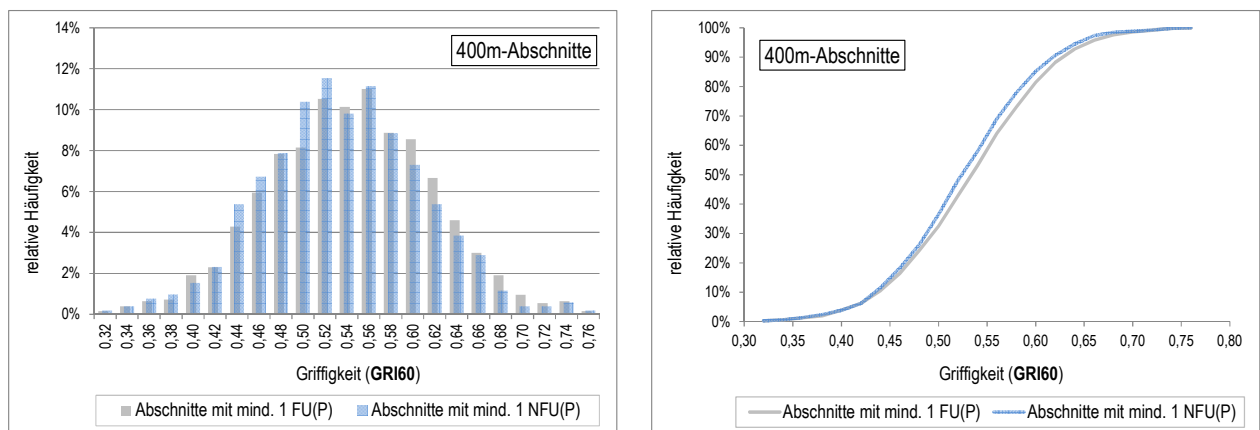 14%
12%
10%
8%
6%
4%
2%
0%
relative Häufigkeit
400m-Abschnitte
0,32 0,34 0,36 0,38 0,40 0,42 0,44 0,46 0,48 0,50 0,52 0,54 0,56 0,58 0,60 0,62 0,64 0,66 0,68 0,70 0,72 0,74 0,76
Griffigkeit (GRI60)
Abschnitte mit mind. 1 FU(P) Abschnitte mit mind. 1 NFU(P)
100%
90%
80%
70%
60%
50%
40%
30%
20%
10%
0%
relative Häufigkeit
400m-Abschnitte
0,30 0,35 0,40 0,45 0,50 0,55 0,60 0,65 0,70 0,75 0,80
Griffigkeit (GRI60)
Abschnitte mit mind. 1 FU(P) Abschnitte mit mind. 1 NFU(P)